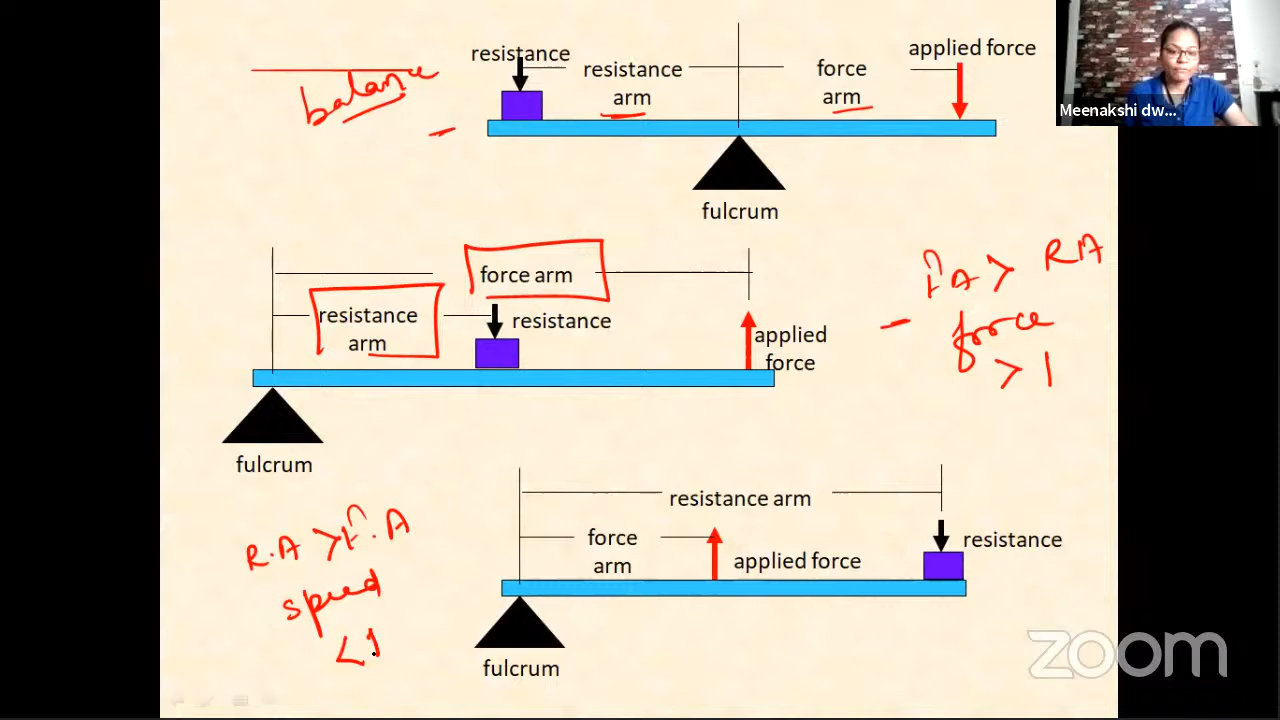 resistance
resistance
arm
force
arm
applied force
Meenakshi dw...
balance
fulcrum
force arm
resistance
arm
resistance
applied
force
FA > RA
force
> 1
fulcrum
resistance arm
force
arm
applied force
resistance
R.A > F.A
speed
<1
fulcrum
zoom